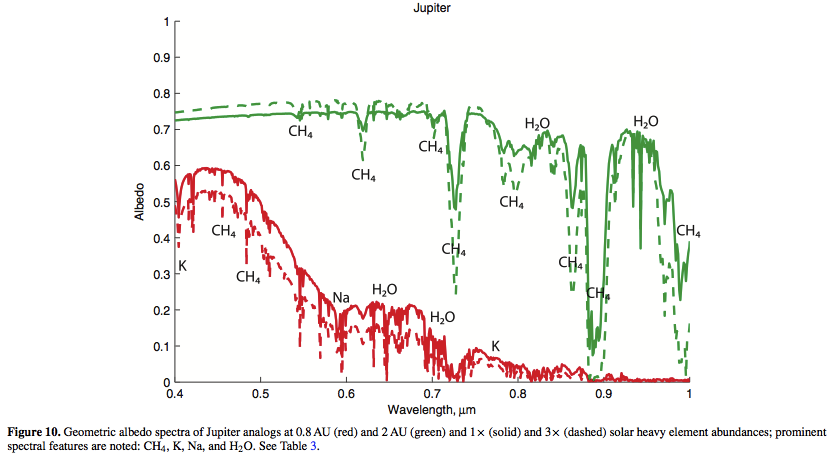 Jupiter
1
0.9
0.8
0.7
0.6
0.5
0.4
0.3
0.2
0.1
0
Albedo
CH₄
CH₄
CH₄
CH₄
CH₄
H₂O
CH₄
CH₄
H₂O
CH₄
K
CH₄
CH₄
Na
H₂O
H₂O
K
0.4 0.5 0.6 0.7 0.8 0.9 1
Wavelength, μm
Figure 10. Geometric albedo spectra of Jupiter analogs at 0.8 AU (red) and 2 AU (green) and 1× (solid) and 3× (dashed) solar heavy element abundances; prominent
spectral features are noted: CH₄, K, Na, and H₂O. See Table 3.